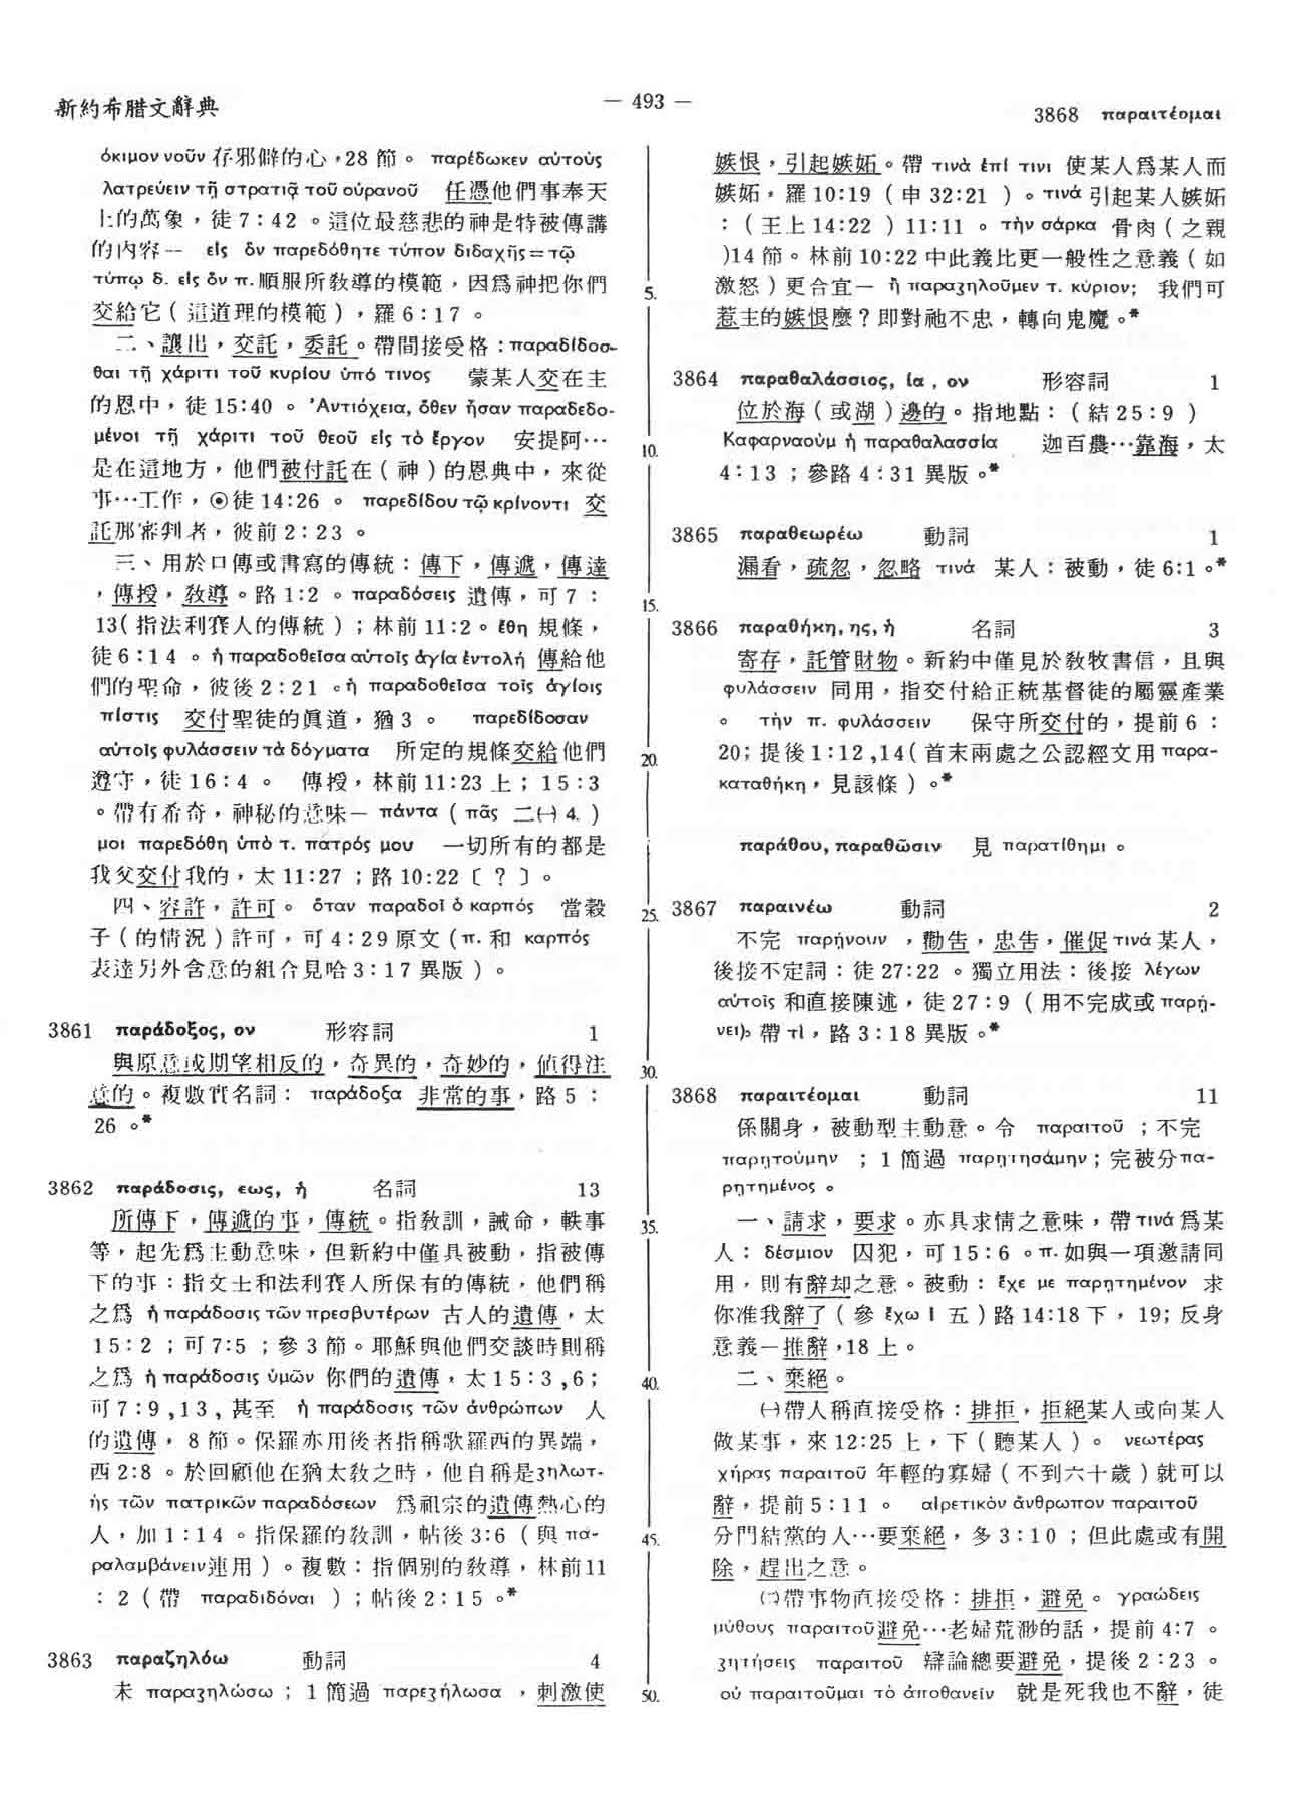 新約希腊文辭典
— 493 —
3868 παραιτέομαι
όκιμον νοῦν 存邪僻的心,28 節。 παρέδωκεν αὐτοὺς
λατρεύειν τῇ στρατιᾷ τοῦ οὐρανοῦ 任憑他們事奉天
上的萬象,徒 7:42 。這位最慈悲的神是特被傳講
的內容-- εἰς ὃν παρεδόθητε τύπον διδαχῆς=τῷ
τύπῳ δ. εἰς ὃν π.順服所敎導的模範,因爲神把你們
交給它(這道理的模範),羅 6:17 。
二、讓出,交託,委託。帶間接受格:παραδίδοσ-
θαι τῇ χάριτι τοῦ κυρίου ὑπό τινος 蒙某人交在主
的恩中,徒 15:40 。 Ἀντιόχεια, ὅθεν ἦσαν παραδεδο-
μένοι τῇ χάριτι τοῦ θεοῦ εἰς τὸ ἔργον 安提阿…
是在這地方,他們被付託在(神)的恩典中,來從
事…工作,⊙徒 14:26 。 παρεδίδου τῷ κρίνοντι 交
託那審判者,彼前 2:23 。
三、用於口傳或書寫的傳統:傳下,傳遞,傳達
,傳授,敎導。路 1:2 。παραδόσεις 遺傳,可 7:
13(指法利賽人的傳統);林前 11:2。ἔθη 規條,
徒 6:14 。ἡ παραδοθεῖσα αὐτοῖς ἁγία ἐντολή 傳給他
們的聖命,彼後 2:21 。ἡ παραδοθεῖσα τοῖς ἁγίοις
πίστις 交付聖徒的眞道,猶 3 。 παρεδίδοσαν
αὐτοῖς φυλάσσειν τὰ δόγματα 所定的規條交給他們
遵守,徒 16:4 。 傳授,林前 11:23 上;15:3
。帶有希奇,神秘的意味— πάντα ( πᾶς 二㈠ 4. )
μοι παρεδόθη ὑπὸ τ. πατρός μου 一切所有的都是
我父交付我的,太 11:27 ;路 10:22〔?〕。
四、容許,許可。 ὅταν παραδοῖ ὁ καρπός 當穀
子(的情況)許可,可 4:29 原文(π. 和 καρπός
表達另外含意的組合見哈 3:17 異版)。
3861 παράδοξος, ον 形容詞 1
與原意或期望相反的,奇異的,奇妙的,値得注
意的。複數實名詞: παράδοξα 非常的事,路 5:
26 。*
3862 παράδοσις, εως, ἡ 名詞 13
所傳下,傳遞的事,傳統。指敎訓,誡命,軼事
等,起先爲主動意味,但新約中僅具被動,指被傳
下的事:指文士和法利賽人所保有的傳統,他們稱
之爲 ἡ παράδοσις τῶν πρεσβυτέρων 古人的遺傳,太
15:2 ;可 7:5 ;參 3 節。耶穌與他們交談時則稱
之爲 ἡ παράδοσις ὑμῶν 你們的遺傳,太 15:3 ,6 ;
可 7:9 ,13 , 甚至 ἡ παράδοσις τῶν ἀνθρώπων 人
的遺傳, 8 節。保羅亦用後者指稱歌羅西的異端,
西 2:8 。於回顧他在猶太敎之時,他自稱是ζηλωτ-
ὴς τῶν πατρικῶν παραδόσεων 爲祖宗的遺傳熱心的
人,加 1:14 。指保羅的敎訓,帖後 3:6 (與 πα-
ραλαμβάνειν連用)。複數:指個別的敎導,林前11
:2 (帶 παραδιδόναι );帖後 2:15 。*
3863 παραζηλόω 動詞 4
未 παραζηλώσω ; 1 簡過 παρεζήλωσα ,刺激使
5.
10.
15.
20.
25.
30.
35.
40.
45.
50.
嫉恨,引起嫉妬。帶 τινὰ ἐπί τινι 使某人爲某人而
嫉妬,羅 10:19 (申 32:21 )。τινά 引起某人嫉妬
:(王上 14:22 )11:11 。τὴν σάρκα 骨肉(之親
)14 節。林前 10:22 中此義比更一般性之意義(如
激怒)更合宜— ἢ παραζηλοῦμεν τ. κύριον; 我們可
惹主的嫉恨麼?即對祂不忠,轉向鬼魔。*
3864 παραθαλάσσιος, ία , ον 形容詞 1
位於海(或湖)邊的。指地點:(結 25:9 )
Καφαρναοὺμ ἡ παραθαλασσία 迦百農…靠海,太
4:13 ;參路 4:31 異版。*
3865 παραθεωρέω 動詞 1
漏看,疏忽,忽略 τινά 某人:被動,徒 6:1 。*
3866 παραθήκη, ης, ἡ 名詞 3
寄存,託管財物。新約中僅見於敎牧書信,且與
φυλάσσειν 同用,指交付給正統基督徒的屬靈產業
。 τὴν π. φυλάσσειν 保守所交付的,提前 6:
20;提後 1:12 ,14(首末兩處之公認經文用 παρα-
καταθήκη,見該條)。*
παράθου, παραθῶσιν 見 παρατίθημι 。
3867 παραινέω 動詞 2
不完 παρῄνουν ,勸告,忠告,催促 τινά 某人,
後接不定詞:徒 27:22 。獨立用法:後接 λέγων
αὐτοῖς 和直接陳述,徒 27:9 (用不完成或 παρῄ-
νει)。帶 τί,路 3:18 異版。*
3868 παραιτέομαι 動詞 11
係關身,被動型主動意。令 παραιτοῦ ;不完
παρῃτούμην ; 1 簡過 παρῃτησάμην ; 完被分πα-
ρῃτημένος 。
一、請求,要求。亦具求情之意味,帶 τινά 爲某
人: δέσμιον 囚犯,可 15:6 。π. 如與一項邀請同
用,則有辭却之意。被動: ἔχε με παρῃτημένον 求
你准我辭了(參 ἔχω Ⅰ 五)路 14:18 下, 19; 反身
意義—推辭,18 上。
二、棄絕。
㈠帶人稱直接受格:排拒,拒絕某人或向某人
做某事,來 12:25 上,下(聽某人)。 νεωτέρας
χήρας παραιτοῦ 年輕的寡婦(不到六十歲)就可以
辭,提前 5:11 。 αἱρετικὸν ἄνθρωπον παραιτοῦ
分門結黨的人…要棄絕,多 3:10 ;但此處或有開
除,趕出之意。
㈡帶事物直接受格:排拒,避免。 γραώδεις
μύθους παραιτοῦ避免…老婦荒渺的話,提前 4:7 。
ζητήσεις παραιτοῦ 辯論總要避免,提後 2:23 。
οὐ παραιτοῦμαι τὸ ἀποθανεῖν 就是死我也不辭,徒